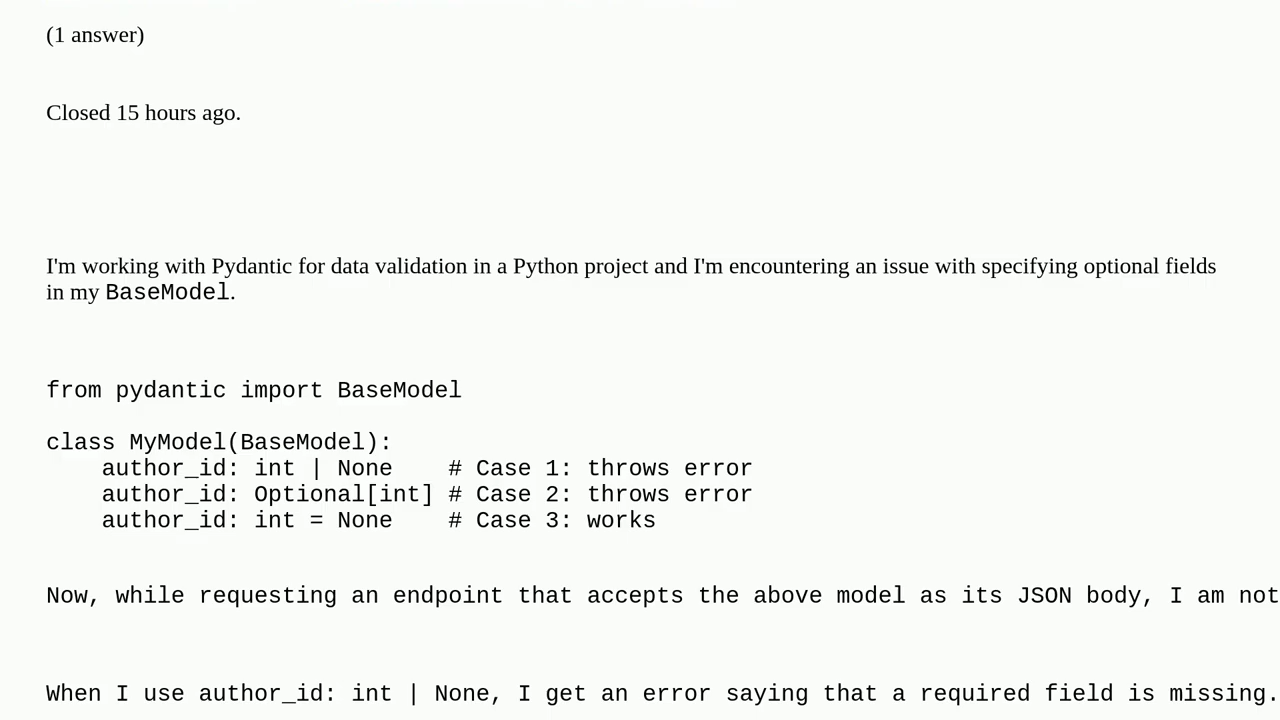 (1 answer)
Closed 15 hours ago.
I'm working with Pydantic for data validation in a Python project and I'm encountering an issue with specifying optional fields
in my BaseModel.
from pydantic import BaseModel
class MyModel(BaseModel):
    author_id: int | None    # Case 1: throws error
    author_id: Optional[int] # Case 2: throws error
    author_id: int = None    # Case 3: works
Now, while requesting an endpoint that accepts the above model as its JSON body, I am not
When I use author_id: int | None, I get an error saying that a required field is missing.